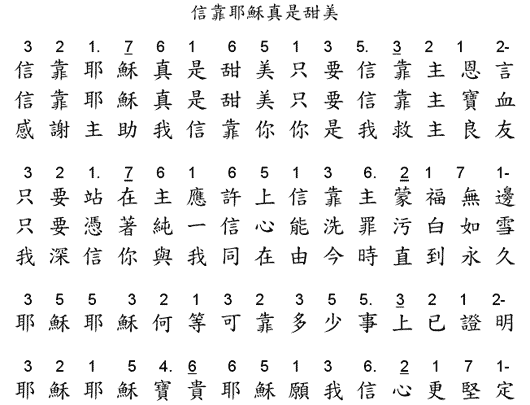 信靠耶穌真是甜美
3 2 1. 7 6 1 6 5 1 3 5. 3 2 1 2-
信靠耶穌真是甜美只要信靠主恩言
信靠耶穌真是甜美只要信靠主寶血
感謝主助我信靠你你是我救主良友
3 2 1. 7 6 1 6 5 1 3 6. 2 1 7 1-
只要站在主應許上信靠主蒙福無邊
只要憑著純一信心能洗罪污白如雪
我深信你與我同在由今時直到永久
3 5 5 3 2 1 3 2 3 5 5. 3 2 1 2-
耶穌耶穌何等可靠多少事上已證明
3 2 1 5 4. 6 6 5 1 3 6. 2 1 7 1-
耶穌耶穌寶貴耶穌願我信心更堅定